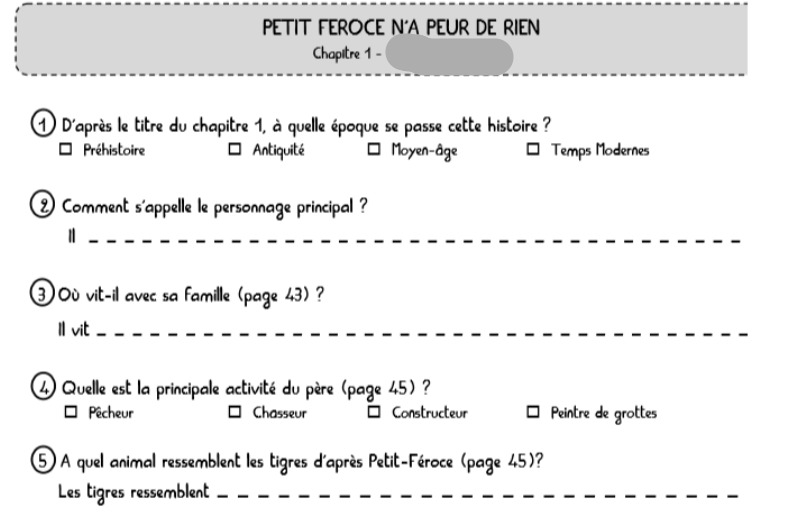 PETIT FEROCE N'A PEUR DE RIEN
Chapitre 1 -
1 D'après le titre du chapitre 1, à quelle époque se passe cette histoire ?
Préhistoire Antiquité Moyen-âge Temps Modernes
2 Comment s'appelle le personnage principal ?
Il
3 Où vit-il avec sa famille (page 43) ?
Il vit
4 Quelle est la principale activité du père (page 45) ?
Pêcheur Chasseur Constructeur Peintre de grottes
5 A quel animal ressemblent les tigres d'après Petit-Féroce (page 45)?
Les tigres ressemblent